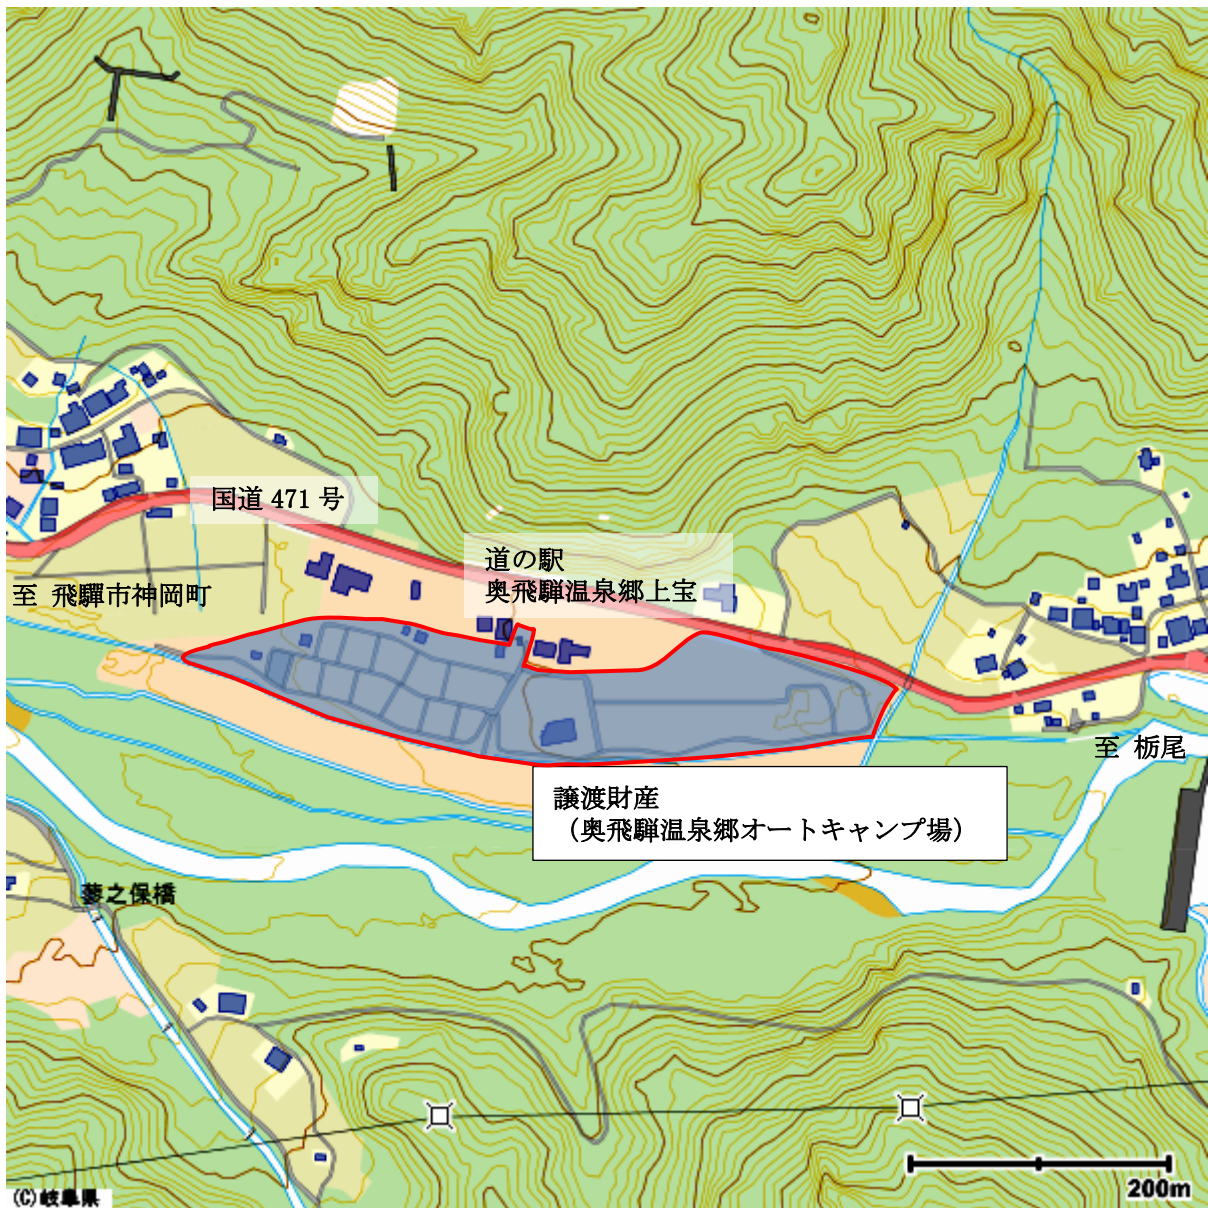 国道 471 号
道の駅
奥飛騨温泉郷上宝
至 飛驒市神岡町
至 栃尾
譲渡財産
（奥飛騨温泉郷オートキャンプ場）
蓼之保橋
200m
(C)岐阜県